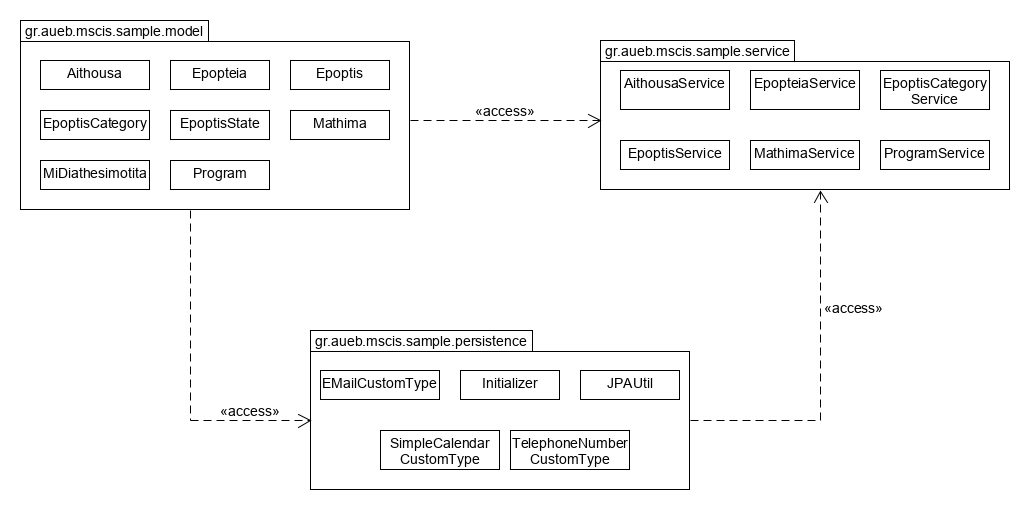 gr.aueb.mscis.sample.model
Aithousa
Epopteia
Epoptis
EpoptisCategory
EpoptisState
Mathima
MiDiathesimotita
Program
«access»
gr.aueb.mscis.sample.service
AithousaService
EpopteiaService
EpoptisCategory
Service
EpoptisService
MathimaService
ProgramService
«access»
«access»
gr.aueb.mscis.sample.persistence
EMailCustomType
Initializer
JPAUtil
SimpleCalendar
CustomType
TelephoneNumber
CustomType